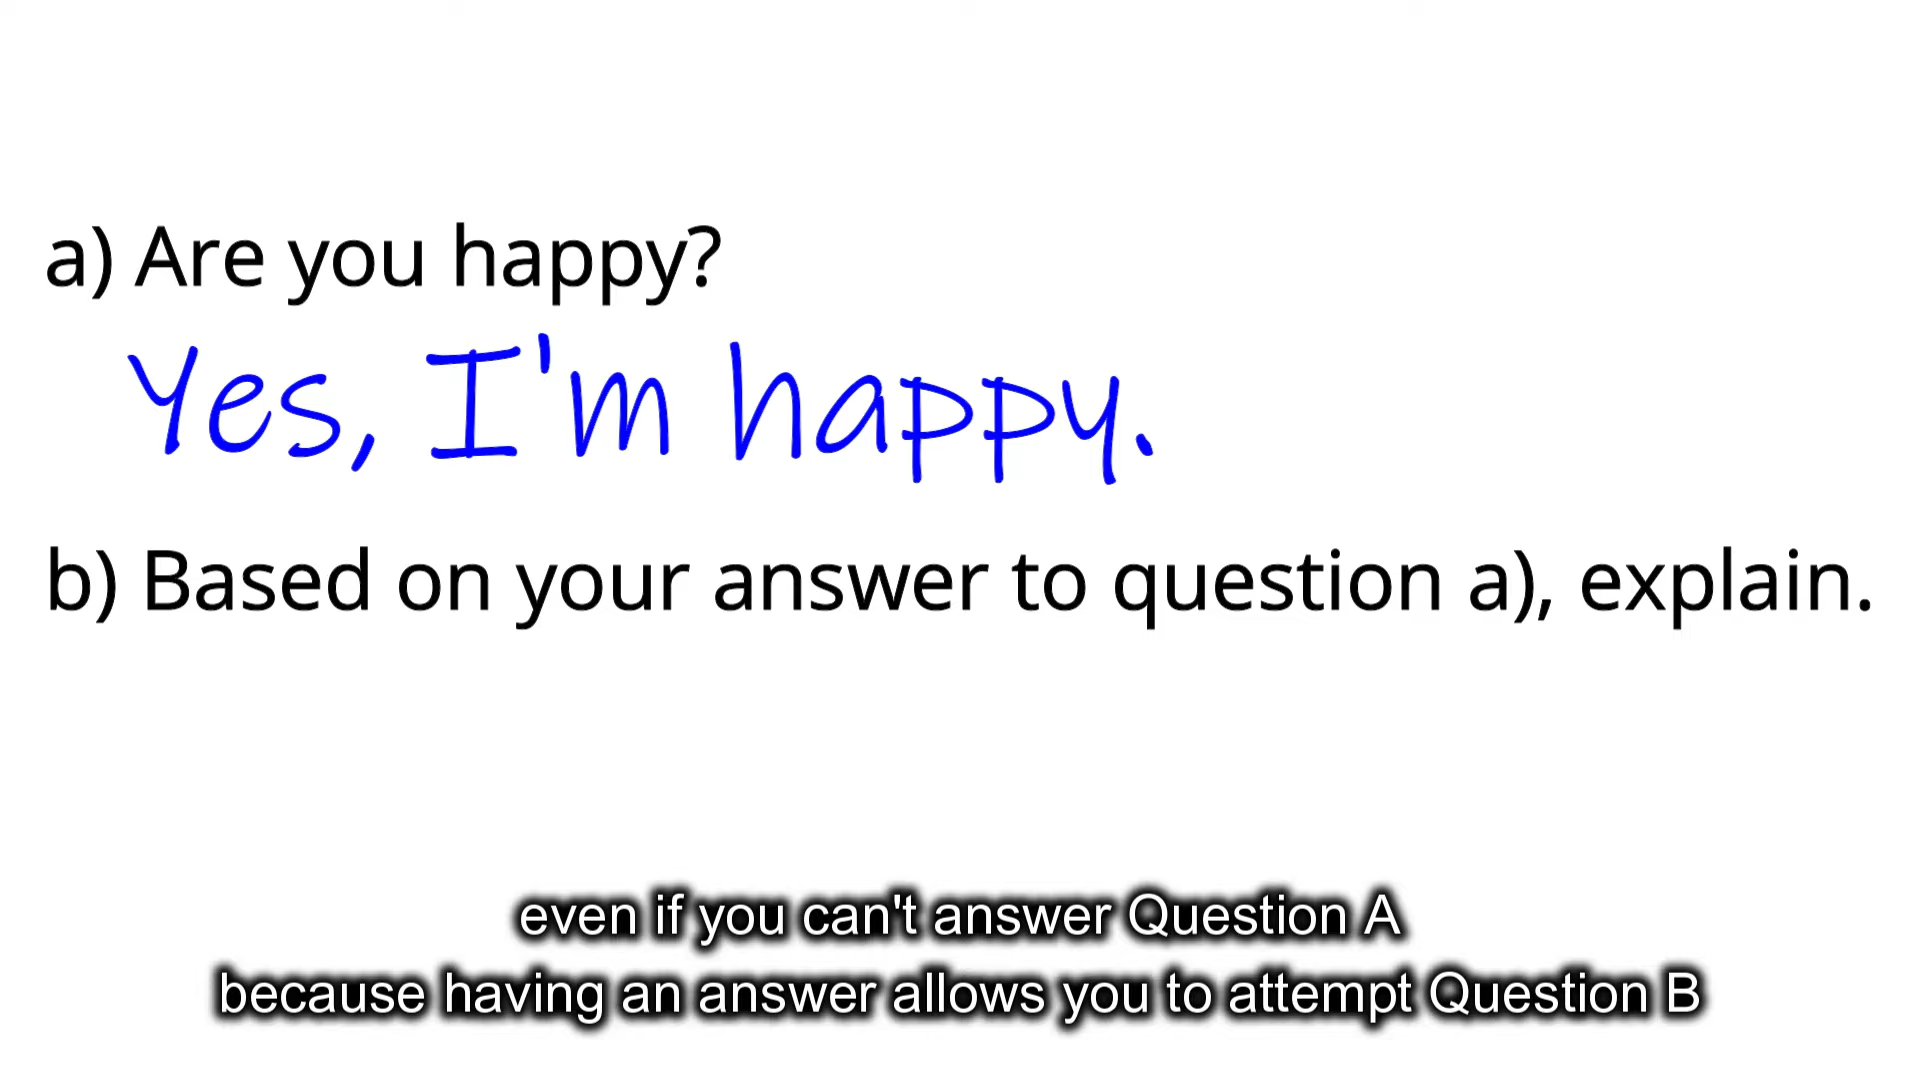 a) Are you happy?
Yes, I'm happy.
b) Based on your answer to question a), explain.
even if you can't answer Question A
because having an answer allows you to attempt Question B